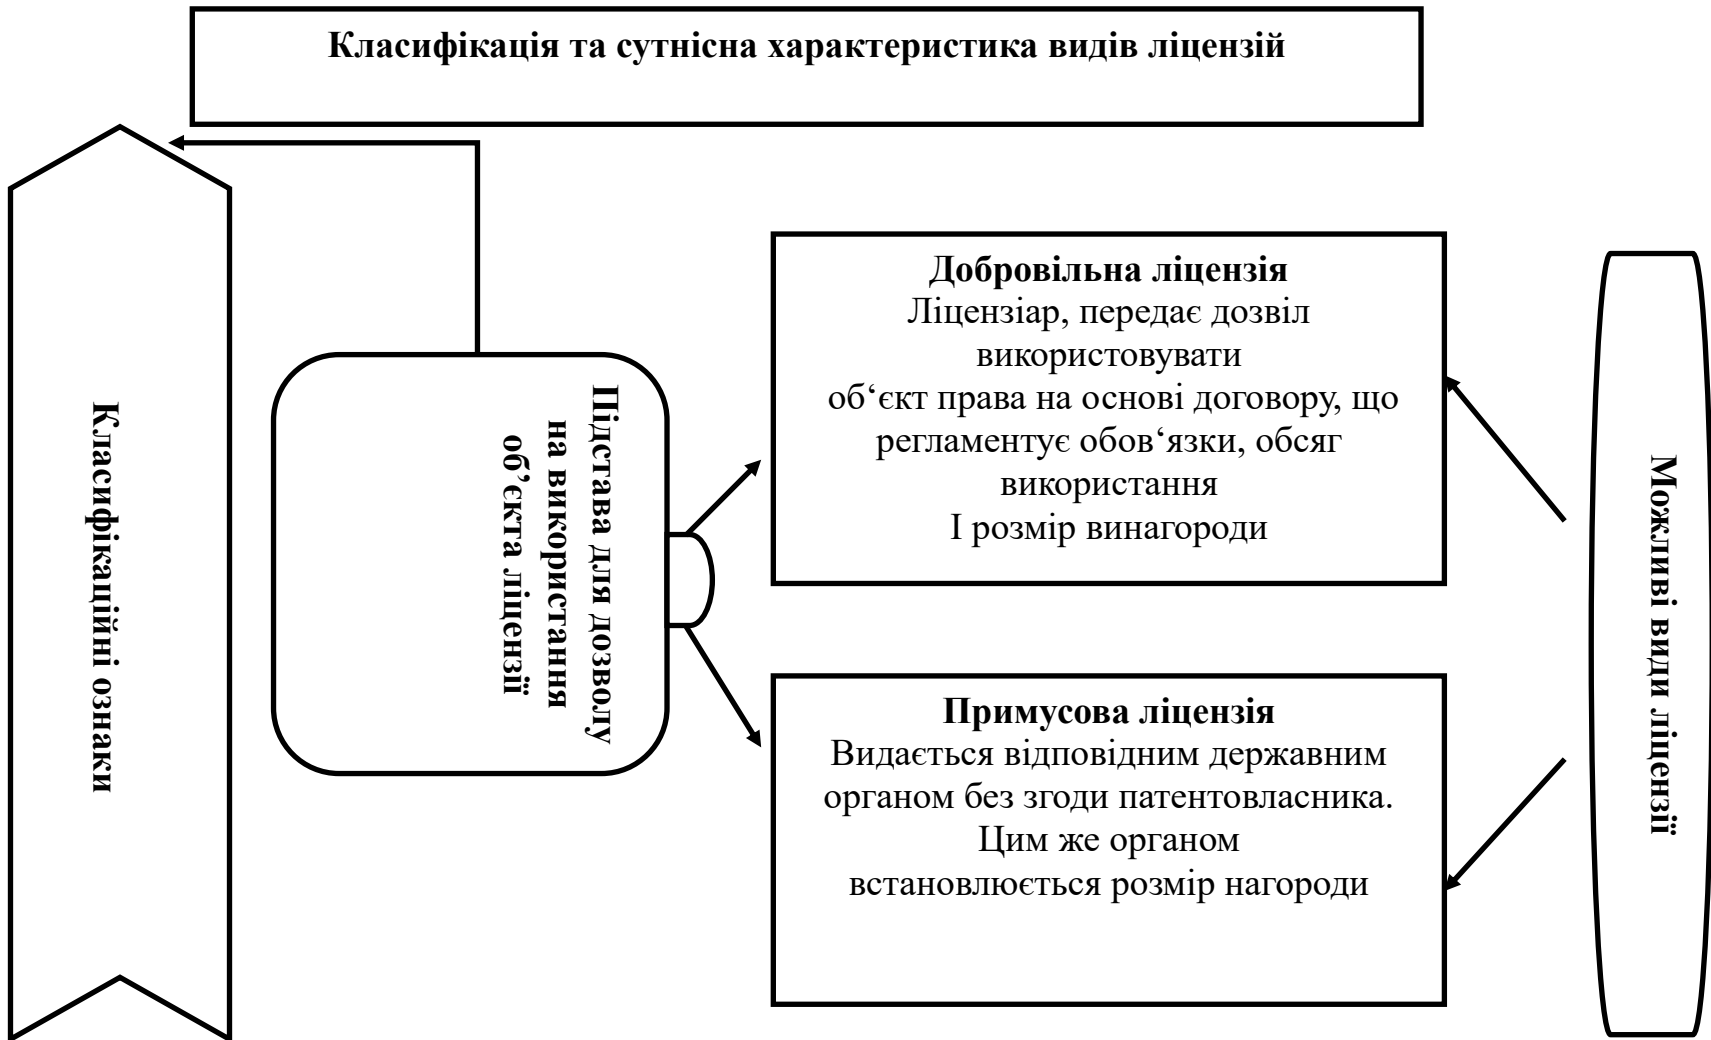 Класифікація та сутнісна характеристика видів ліцензій
Класифікаційні ознаки
Підстава для дозволу
на використання
об’єкта ліцензії
Добровільна ліцензія
Ліцензіар, передає дозвіл
використовувати
об‘єкт права на основі договору, що
регламентує обов‘язки, обсяг
використання
І розмір винагороди
Примусова ліцензія
Видається відповідним державним
органом без згоди патентовласника.
Цим же органом
встановлюється розмір нагороди
Можливі види ліцензії